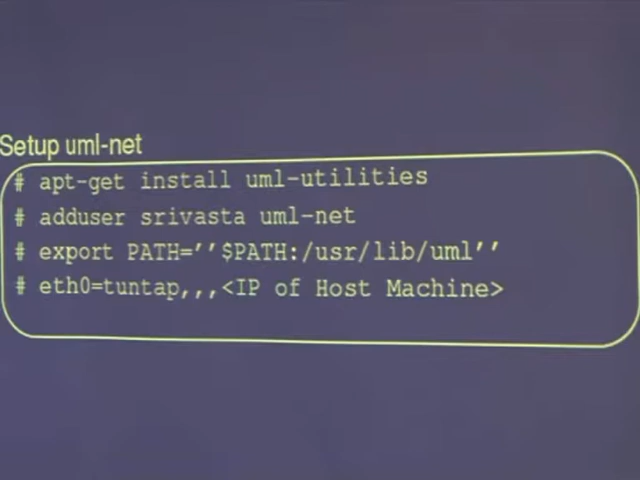 Setup uml-net
# apt-get install uml-utilities
# adduser srivasta uml-net
# export PATH=''$PATH:/usr/lib/uml''
# eth0=tuntap,,,<IP of Host Machine>